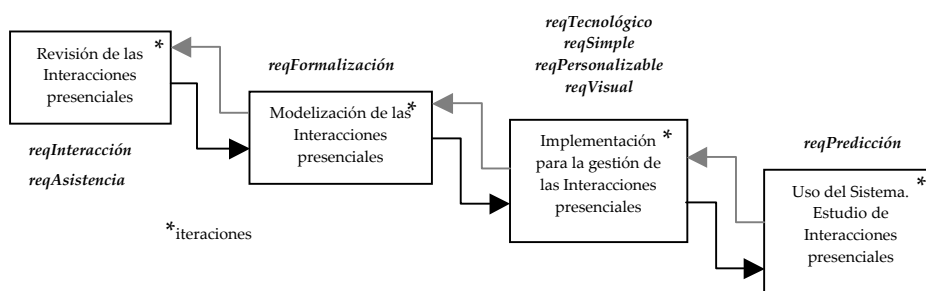 Revisión de las *
Interacciones
presenciales
reqInteracción
reqAsistencia
reqFormalización
Modelización de las *
Interacciones
presenciales
reqTecnológico
reqSimple
reqPersonalizable
reqVisual
Implementación *
para la gestión de
las Interacciones
presenciales
reqPredicción
Uso del Sistema. *
Estudio de
Interacciones
presenciales
*iteraciones